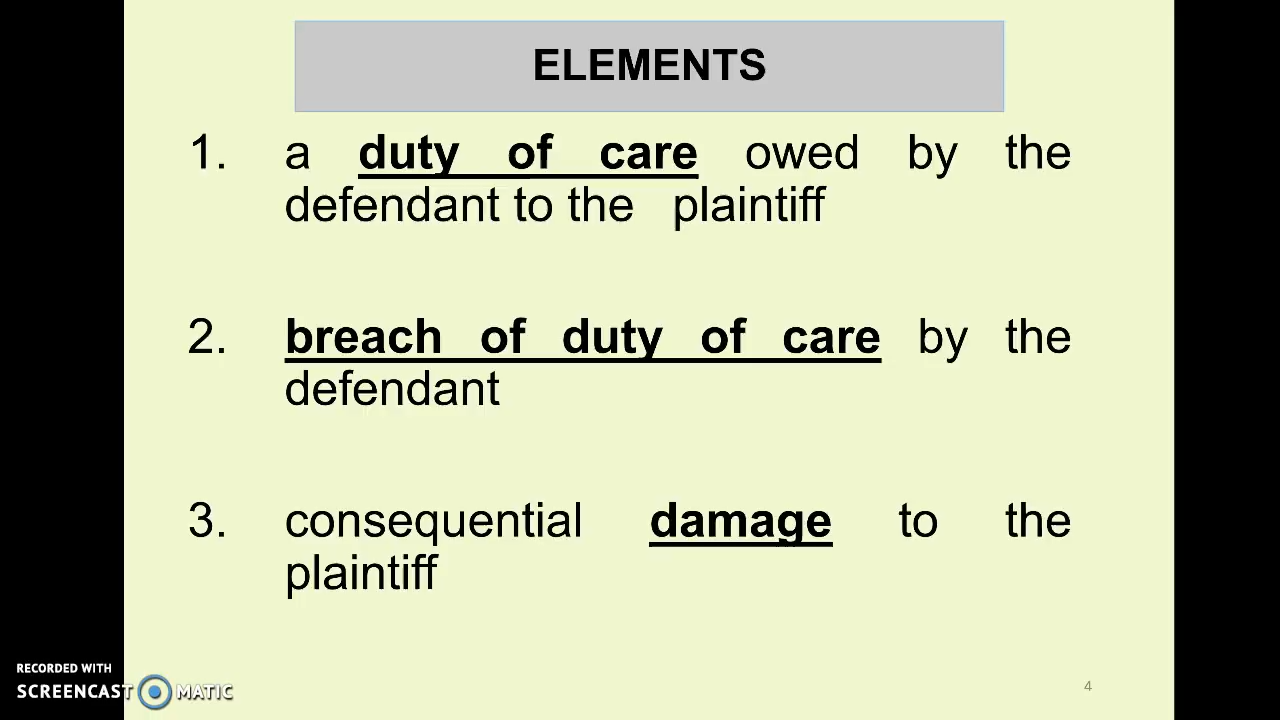 ELEMENTS
1. a duty of care owed by the
defendant to the plaintiff
2. breach of duty of care by the
defendant
3. consequential damage to the
plaintiff
RECORDED WITH
SCREENCAST MATIC
4